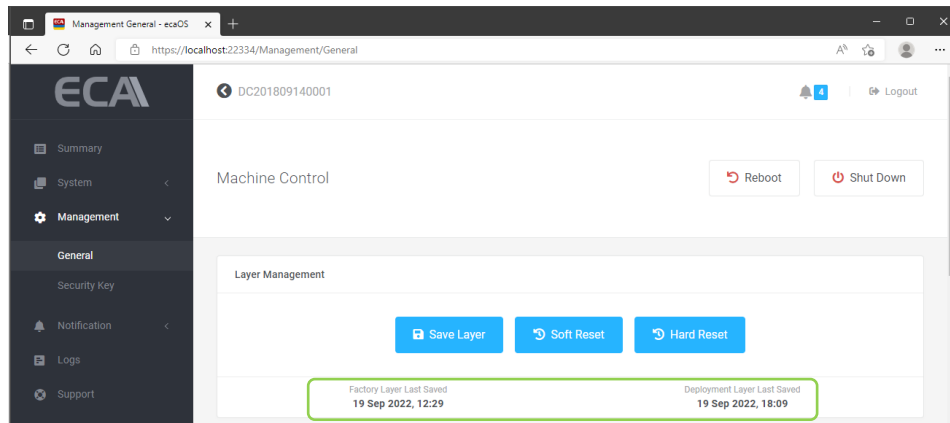 Management General - ecaOS
https://localhost:22334/Management/General
ECA
DC201809140001
4
Logout
Summary
System
Machine Control
Reboot
Shut Down
Management
General
Layer Management
Security Key
Save Layer
Soft Reset
Hard Reset
Notification
Logs
Factory Layer Last Saved
Deployment Layer Last Saved
Support
19 Sep 2022, 12:29
19 Sep 2022, 18:09